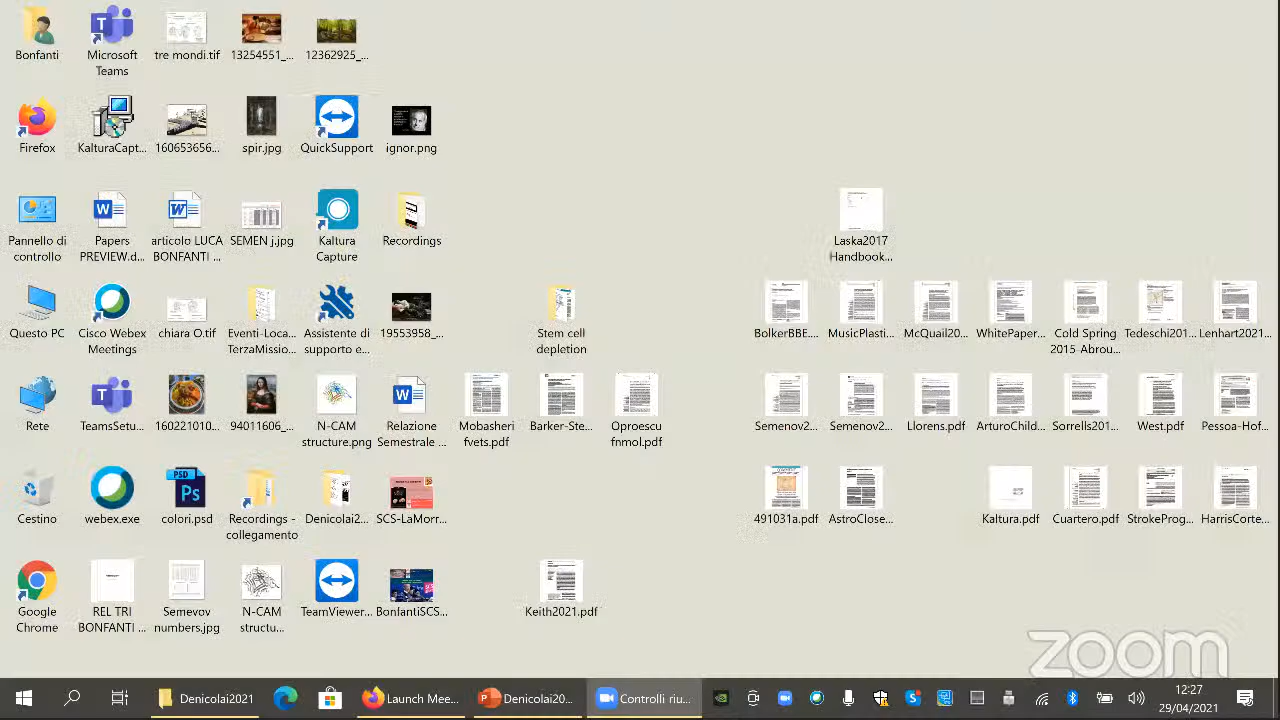 Bonfanti
Microsoft
Teams
tre mondi.tif
13254551_...
12362925_...
Firefox
KalturaCapt...
160653656...
spir.jpg
QuickSupport
ignor.png
Pannello di
controllo
Papers
PREVIEW.d...
articolo LUCA
BONFANTI ...
SEMEN j.jpg
Kaltura
Capture
Recordings
Laska2017
Handbook...
Questo PC
Cisco Webex
Meetings
chiara O.tif
Eventi-Loca...
TerzaMissio...
Assistente di
supporto e...
19553958_...
Stem cell
depletion
BolkerBBE...
MusicPlasti...
McQuail20...
WhitePaper...
Cold Spring
2015 Abrou...
Tedeschi201...
Lenhart2021...
Rete
TeamsSetu...
190221010...
94011606_...
N-CAM
structure.png
Relazione
Semestrale ...
Mobasheri
fvets.pdf
Barker-Ste...
Oproescu
fnmol.pdf
Semenov2...
Semenov2...
Llorens.pdf
ArturoChild...
Sorrells201...
West.pdf
Pessoa-Hof...
Cestino
webex.exe
PSD
Ps
colori.psd
Recordings -
collegamento
Denicolai2...
SCS-LaMorr...
491031a.pdf
AstroClose...
Kaltura.pdf
Cuartero.pdf
StrokeProg...
HarrisCorte...
Google
Chrome
REL TRI
BONFANTI ...
Semevov
numbers.jpg
N-CAM
structu...
TeamViewer...
BonfantiSCS...
Keith2021.pdf
zoom
Denicolai2021
Launch Mee...
Denicolai20...
Controlli riu...
12:27
29/04/2021